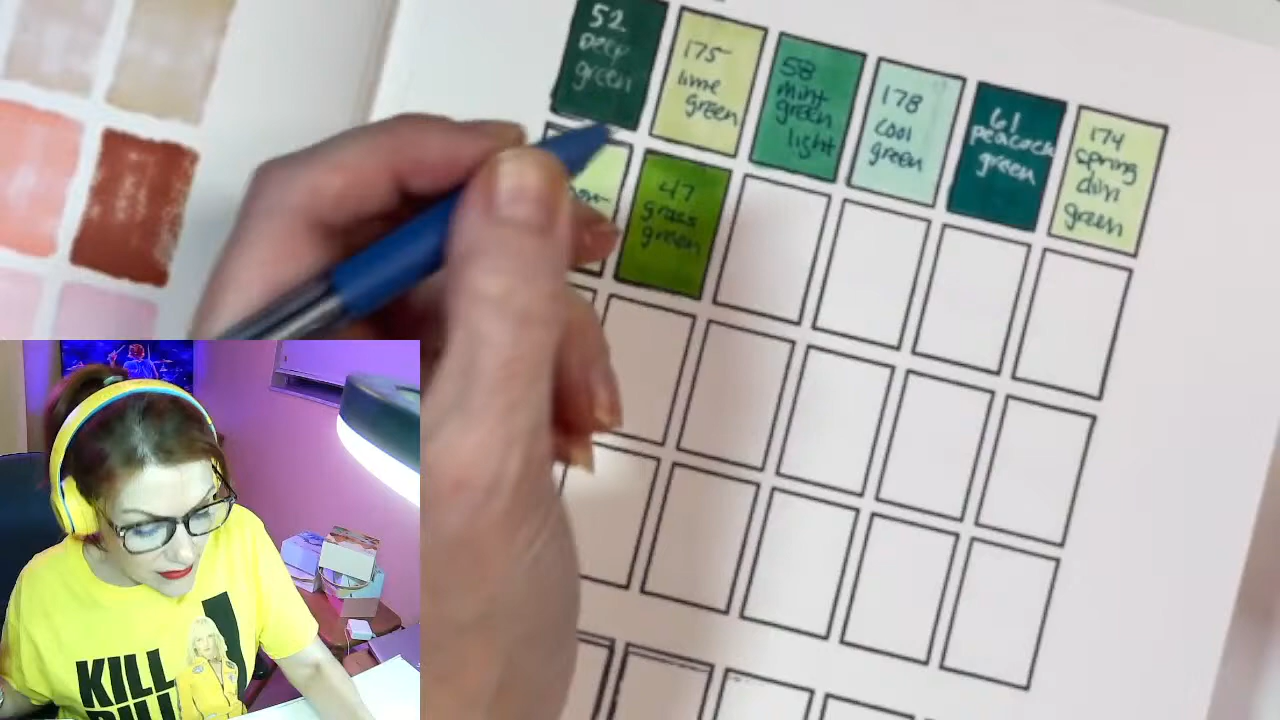 52
Deep
green
175
lime
green
58
mint
green
light
178
cool
green
61
peacock
green
174
spring
dim
green
47
grass
green
KILL
BILL